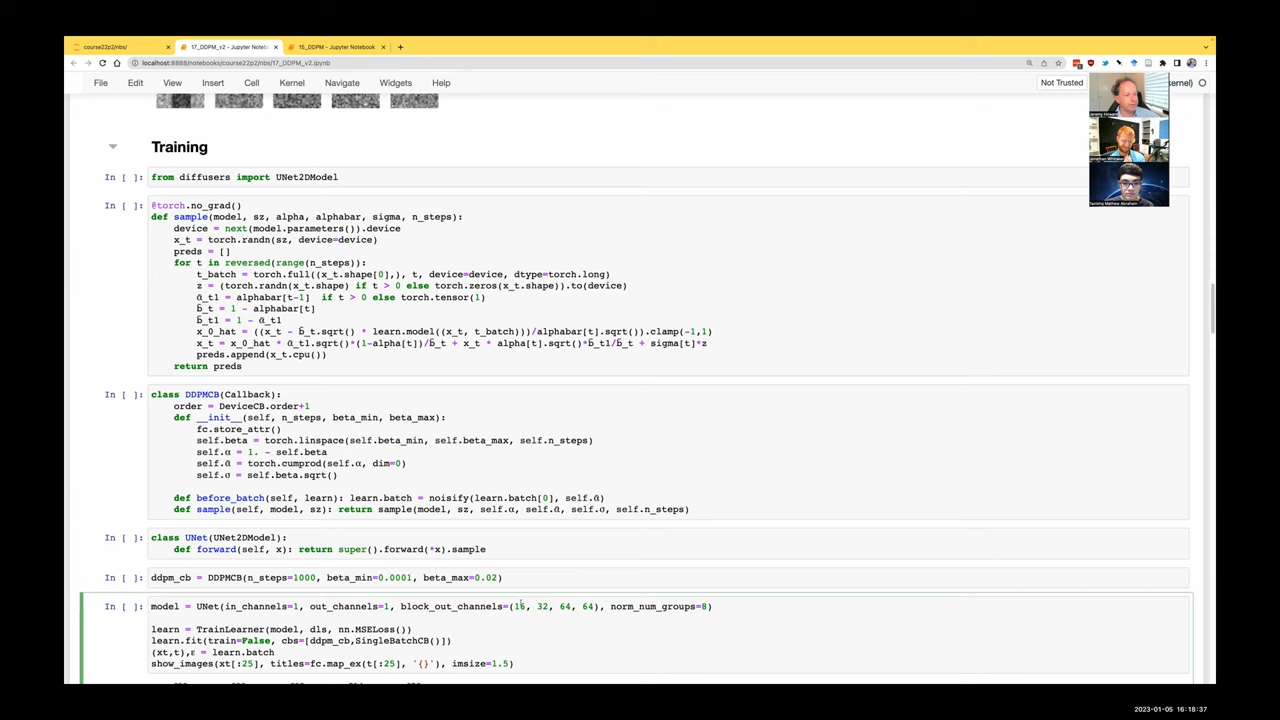 course22p2/nbs/
17_DDPM_v2 - Jupyter Notebo
15_DDPM - Jupyter Notebook
localhost:8888/notebooks/course22p2/nbs/17_DDPM_v2.ipynb
File Edit View Insert Cell Kernel Navigate Widgets Help
Not Trusted
kernel)
Jeremy Howard
Jonathan Whitaker
Tanishq Mathew Abraham
Training
In [ ]: from diffusers import UNet2DModel
In [ ]: @torch.no_grad()
def sample(model, sz, alpha, alphabar, sigma, n_steps):
device = next(model.parameters()).device
x_t = torch.randn(sz, device=device)
preds = []
for t in reversed(range(n_steps)):
t_batch = torch.full((x_t.shape[0],), t, device=device, dtype=torch.long)
z = (torch.randn(x_t.shape) if t > 0 else torch.zeros(x_t.shape)).to(device)
ᾱ_t1 = alphabar[t-1]  if t > 0 else torch.tensor(1)
b̄_t = 1 - alphabar[t]
b̄_t1 = 1 - ᾱ_t1
x_0_hat = ((x_t - b̄_t.sqrt() * learn.model((x_t, t_batch)))/alphabar[t].sqrt()).clamp(-1,1)
x_t = x_0_hat * ᾱ_t1.sqrt()*(1-alpha[t])/b̄_t + x_t * alpha[t].sqrt()*b̄_t1/b̄_t + sigma[t]*z
preds.append(x_t.cpu())
return preds
In [ ]: class DDPMCB(Callback):
order = DeviceCB.order+1
def __init__(self, n_steps, beta_min, beta_max):
fc.store_attr()
self.beta = torch.linspace(self.beta_min, self.beta_max, self.n_steps)
self.α = 1. - self.beta
self.ᾱ = torch.cumprod(self.α, dim=0)
self.σ = self.beta.sqrt()
def before_batch(self, learn): learn.batch = noisify(learn.batch[0], self.ᾱ)
def sample(self, model, sz): return sample(model, sz, self.α, self.ᾱ, self.σ, self.n_steps)
In [ ]: class UNet(UNet2DModel):
def forward(self, x): return super().forward(*x).sample
In [ ]: ddpm_cb = DDPMCB(n_steps=1000, beta_min=0.0001, beta_max=0.02)
In [ ]: model = UNet(in_channels=1, out_channels=1, block_out_channels=(16, 32, 64, 64), norm_num_groups=8)
learn = TrainLearner(model, dls, nn.MSELoss())
learn.fit(train=False, cbs=[ddpm_cb,SingleBatchCB()])
(xt,t),ε = learn.batch
show_images(xt[:25], titles=fc.map_ex(t[:25], '{}'), imsize=1.5)
2023-01-05 16:18:37